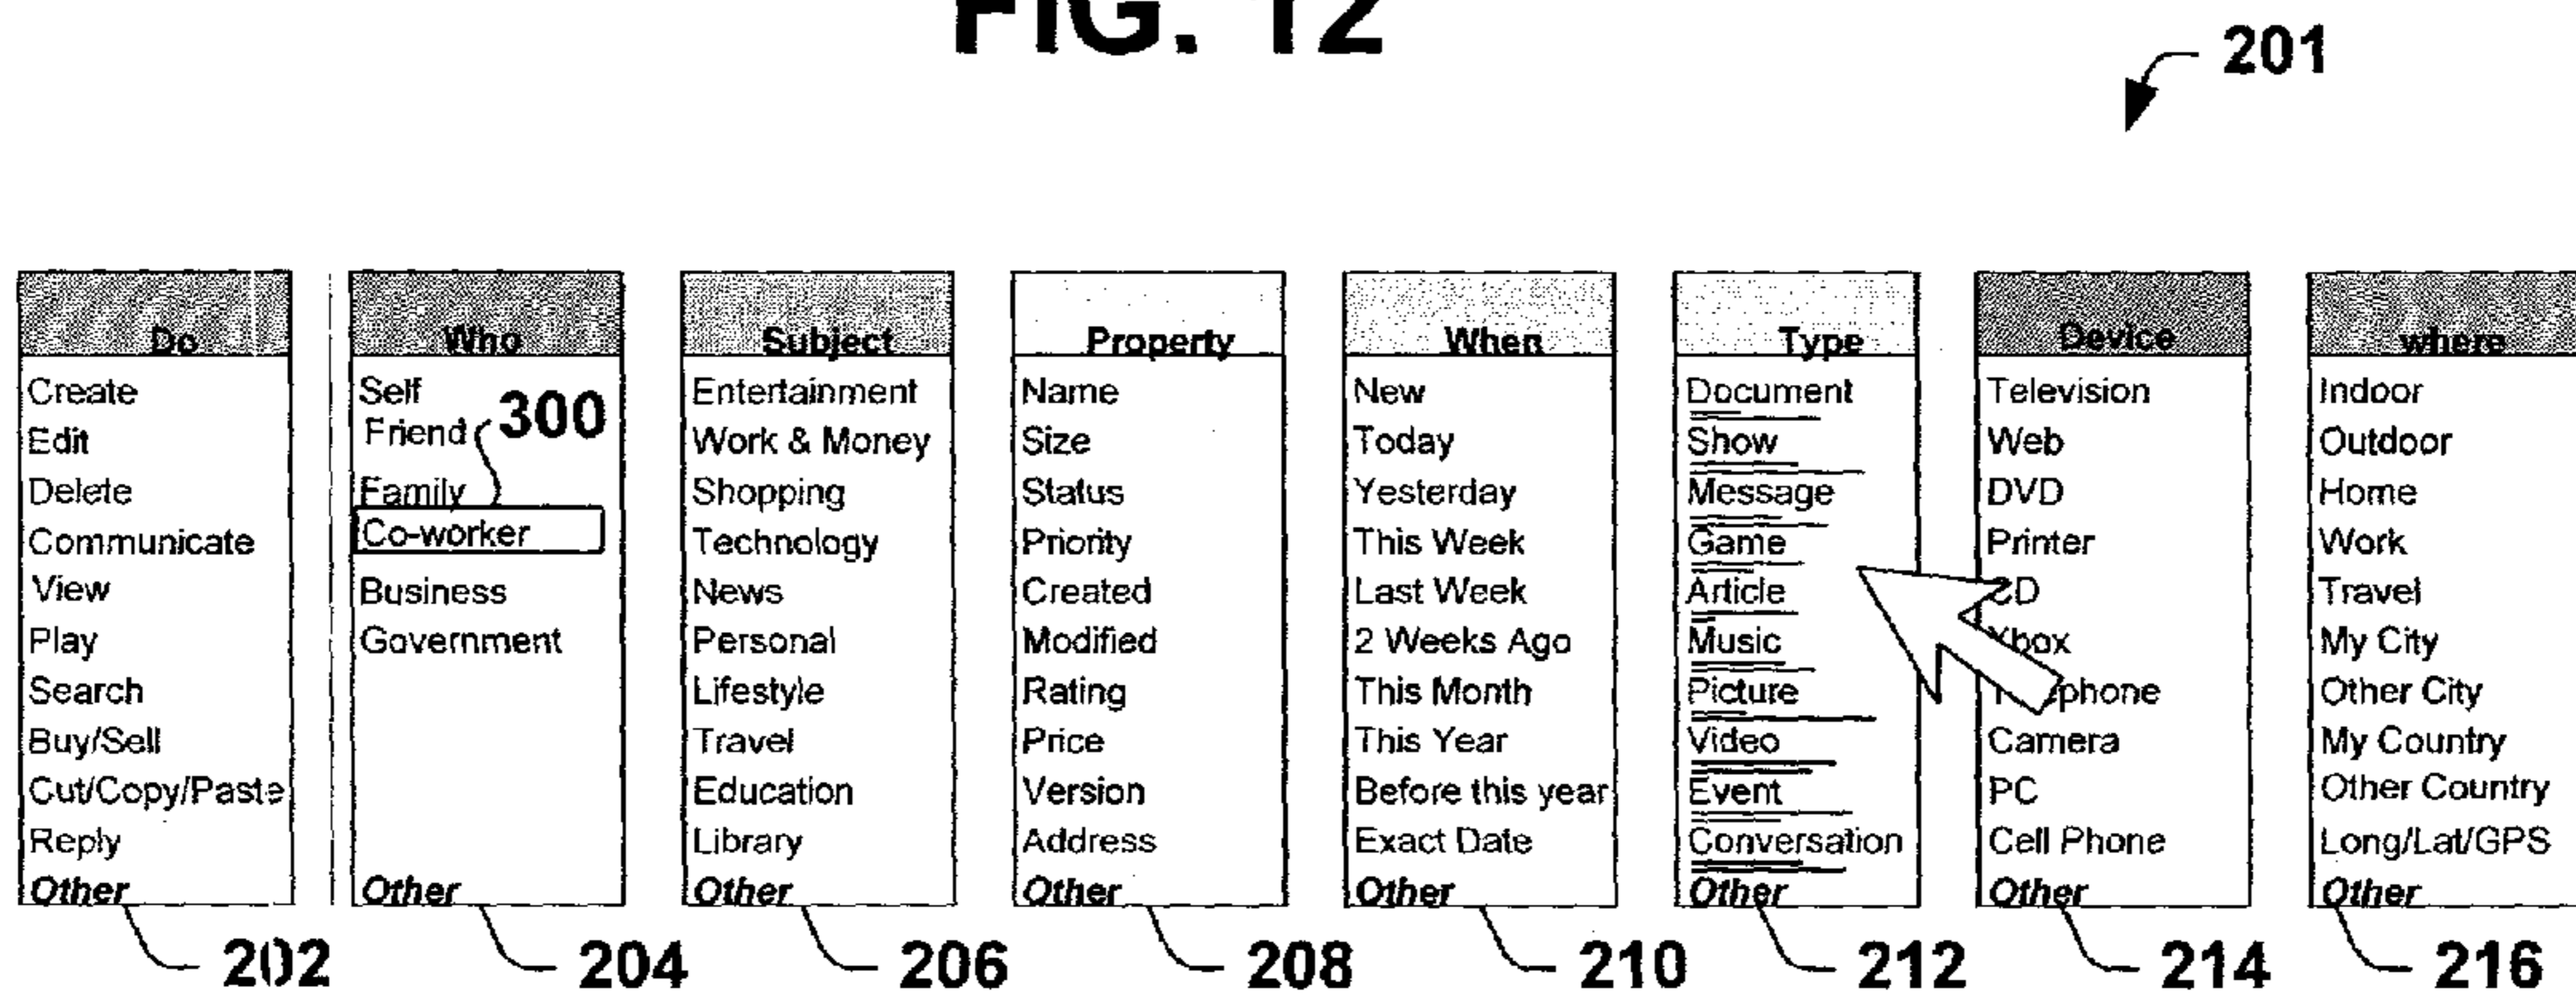 FIG. 12
201
Do
Create
Edit
Delete
Communicate
View
Play
Search
Buy/Sell
Cut/Copy/Paste
Reply
Other
202
Who
Self
Friend
300
Family
Co-worker
Business
Government
Other
204
Subject
Entertainment
Work & Money
Shopping
Technology
News
Personal
Lifestyle
Travel
Education
Library
Other
206
Property
Name
Size
Status
Priority
Created
Modified
Rating
Price
Version
Address
Other
208
When
New
Today
Yesterday
This Week
Last Week
2 Weeks Ago
This Month
This Year
Before this year
Exact Date
Other
210
Type
Document
Show
Message
Game
Article
Music
Picture
Video
Event
Conversation
Other
212
Device
Television
Web
DVD
Printer
Xbox
Telephone
Camera
PC
Cell Phone
Other
214
where
Indoor
Outdoor
Home
Work
Travel
My City
Other City
My Country
Other Country
Long/Lat/GPS
Other
216